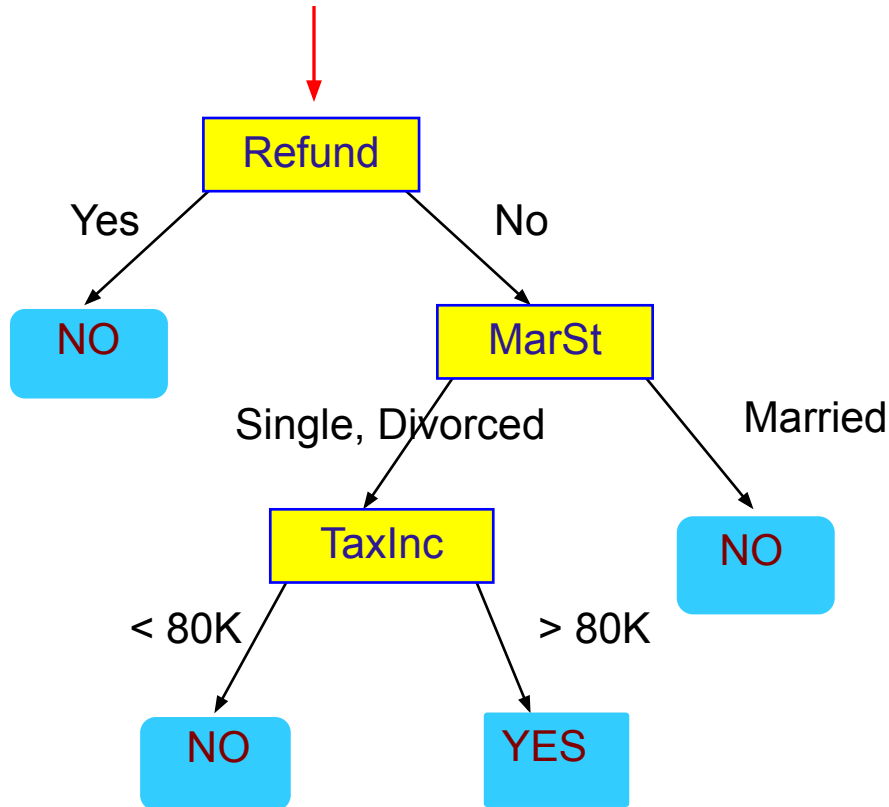 Refund
Yes
No
NO
MarSt
Single, Divorced
Married
TaxInc
NO
< 80K
> 80K
NO
YES